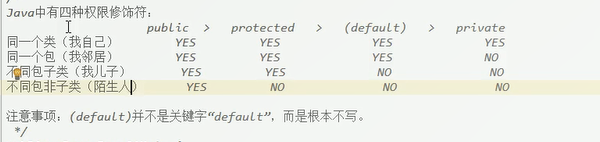 Java中有四种权限修饰符：
public > protected > (default) > private
同一个类（我自己） YES YES YES YES
同一个包（我邻居） YES YES YES NO
不同包子类（我儿子） YES YES NO NO
不同包非子类（陌生人） YES NO NO NO
注意事项：(default)并不是关键字“default”，而是根本不写。
*/